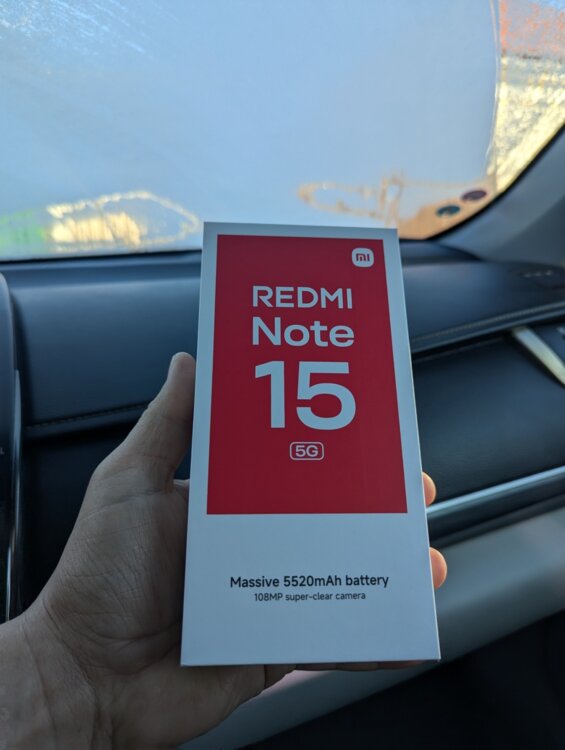 mi
REDMI
Note
15
5G
Massive 5520mAh battery
108MP super-clear camera